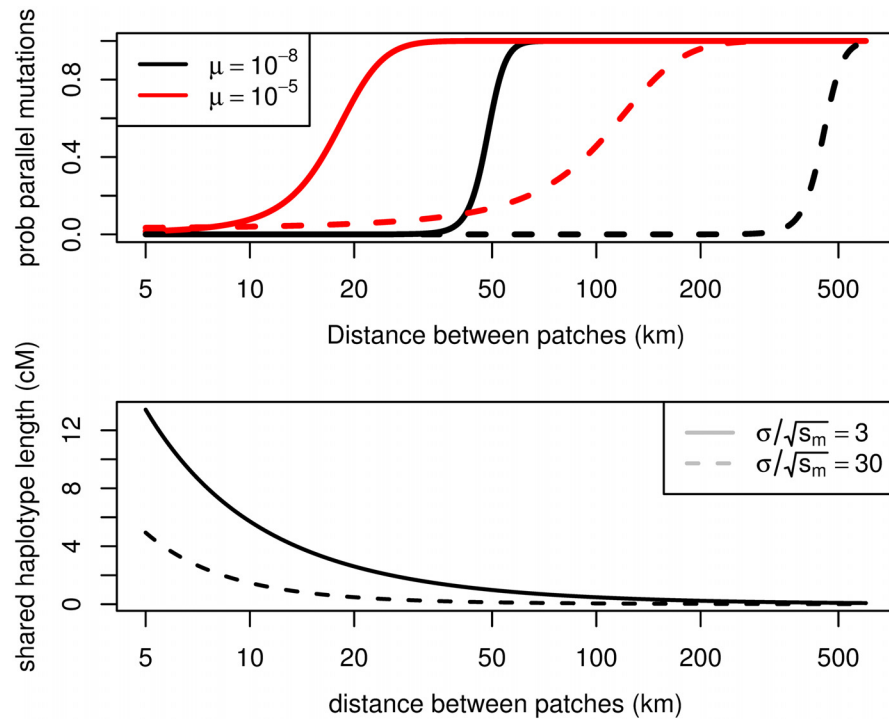 prob parallel mutations
0.0 0.4 0.8
μ = 10⁻⁸
μ = 10⁻⁵
5 10 20 50 100 200 500
Distance between patches (km)
shared haplotype length (cM)
0 4 8 12
σ/√sₘ = 3
σ/√sₘ = 30
5 10 20 50 100 200 500
distance between patches (km)